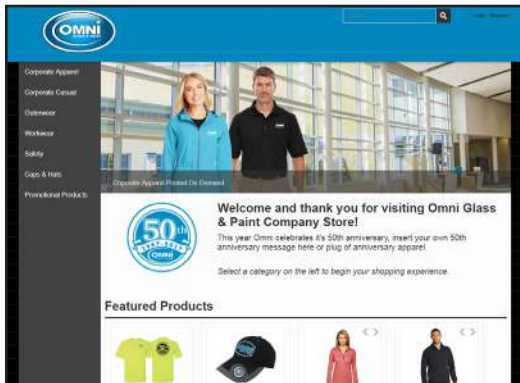 OMNI
Corporate Apparel
Corporate Casual
Outerwear
Workwear
Safety
Caps & Hats
Promotional Products
Corporate Apparel Printed On Demand
50th
OMNI
Welcome and thank you for visiting Omni Glass
& Paint Company Store!
This year Omni celebrates it's 50th anniversary, insert your own 50th
anniversary message here or plug of anniversary apparel.
Select a category on the left to begin your shopping experience.
Featured Products